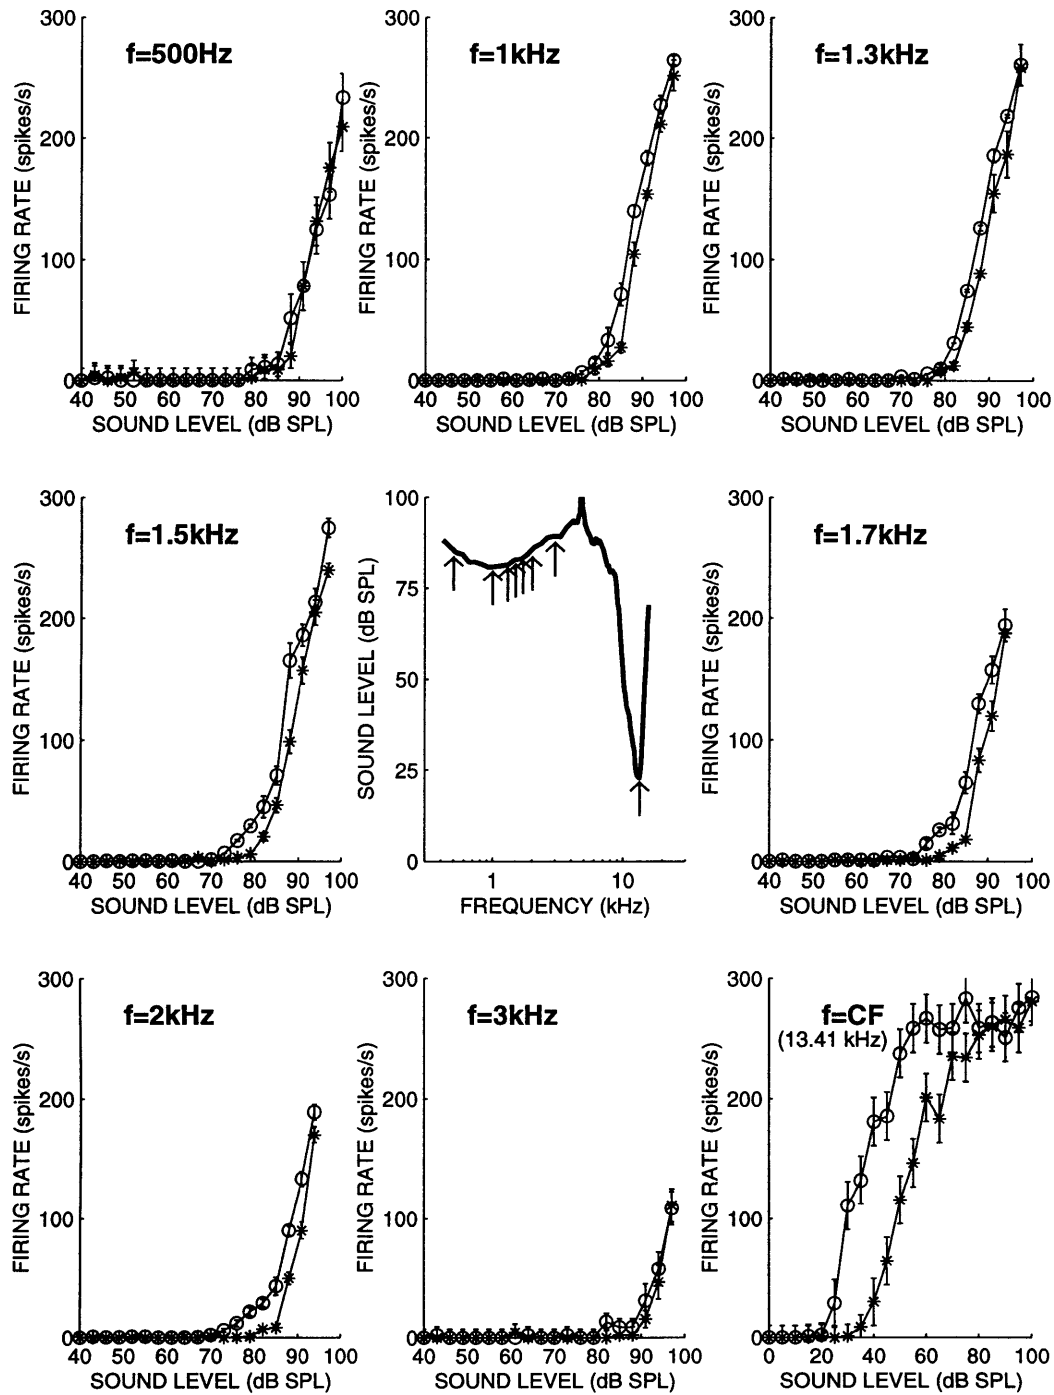 300
200
100
0
FIRING RATE (spikes/s)
f=500Hz
40 50 60 70 80 90 100
SOUND LEVEL (dB SPL)
300
200
100
0
FIRING RATE (spikes/s)
f=1kHz
40 50 60 70 80 90 100
SOUND LEVEL (dB SPL)
300
200
100
0
FIRING RATE (spikes/s)
f=1.3kHz
40 50 60 70 80 90 100
SOUND LEVEL (dB SPL)
300
200
100
0
FIRING RATE (spikes/s)
f=1.5kHz
40 50 60 70 80 90 100
SOUND LEVEL (dB SPL)
100
75
50
25
0
SOUND LEVEL (dB SPL)
1 10
FREQUENCY (kHz)
300
200
100
0
FIRING RATE (spikes/s)
f=1.7kHz
40 50 60 70 80 90 100
SOUND LEVEL (dB SPL)
300
200
100
0
FIRING RATE (spikes/s)
f=2kHz
40 50 60 70 80 90 100
SOUND LEVEL (dB SPL)
300
200
100
0
FIRING RATE (spikes/s)
f=3kHz
40 50 60 70 80 90 100
SOUND LEVEL (dB SPL)
300
200
100
0
FIRING RATE (spikes/s)
f=CF
(13.41 kHz)
0 20 40 60 80 100
SOUND LEVEL (dB SPL)